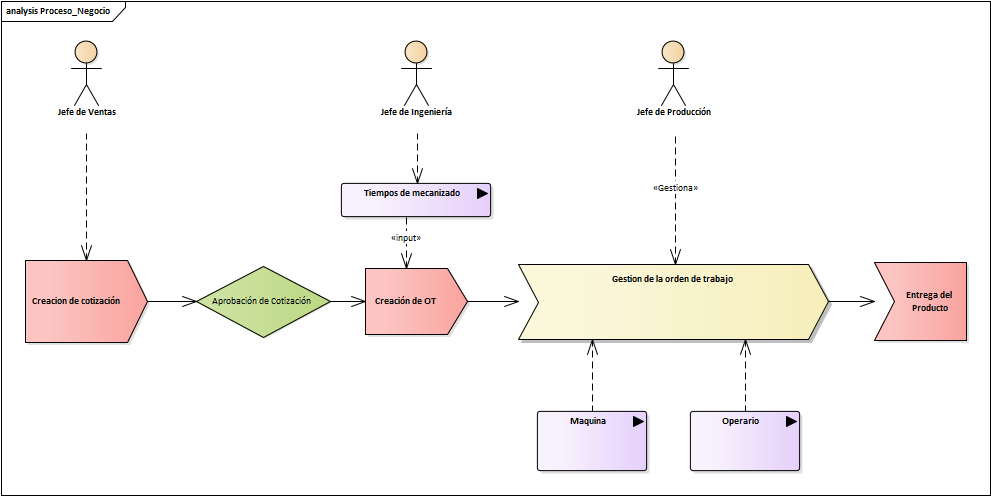 analysis Proceso_Negocio
Jefe de Ventas
Jefe de Ingeniería
Jefe de Producción
Tiempos de mecanizado
«Gestiona»
«input»
Creacion de cotización
Aprobación de Cotización
Creación de OT
Gestion de la orden de trabajo
Entrega del
Producto
Maquina
Operario